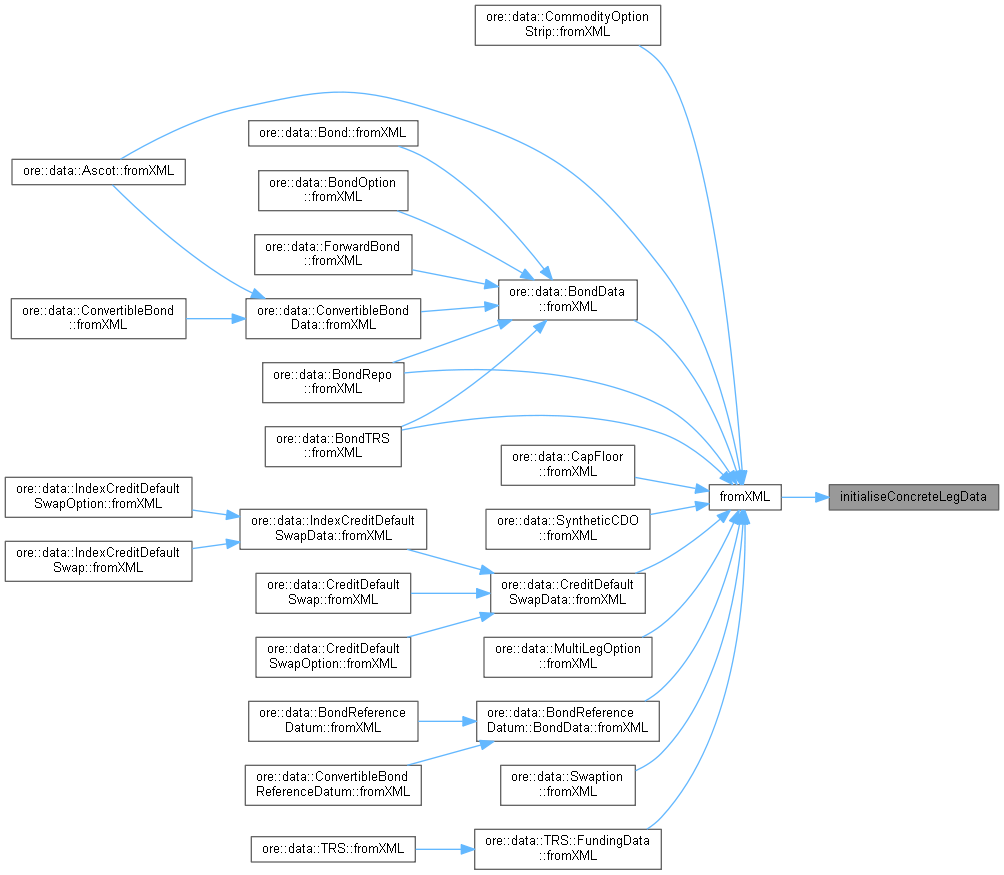 ore::data::CommodityOption
Strip::fromXML
ore::data::Bond::fromXML
ore::data::Ascot::fromXML
ore::data::BondOption
::fromXML
ore::data::ForwardBond
::fromXML
ore::data::BondData
::fromXML
ore::data::ConvertibleBond
::fromXML
ore::data::ConvertibleBond
Data::fromXML
ore::data::BondRepo
::fromXML
ore::data::BondTRS
::fromXML
ore::data::CapFloor
::fromXML
ore::data::IndexCreditDefault
SwapOption::fromXML
fromXML
initialiseConcreteLegData
ore::data::IndexCreditDefault
SwapData::fromXML
ore::data::SyntheticCDO
::fromXML
ore::data::IndexCreditDefault
Swap::fromXML
ore::data::CreditDefault
Swap::fromXML
ore::data::CreditDefault
SwapData::fromXML
ore::data::CreditDefault
SwapOption::fromXML
ore::data::MultiLegOption
::fromXML
ore::data::BondReference
Datum::fromXML
ore::data::BondReference
Datum::BondData::fromXML
ore::data::ConvertibleBond
ReferenceDatum::fromXML
ore::data::Swaption
::fromXML
ore::data::TRS::fromXML
ore::data::TRS::FundingData
::fromXML